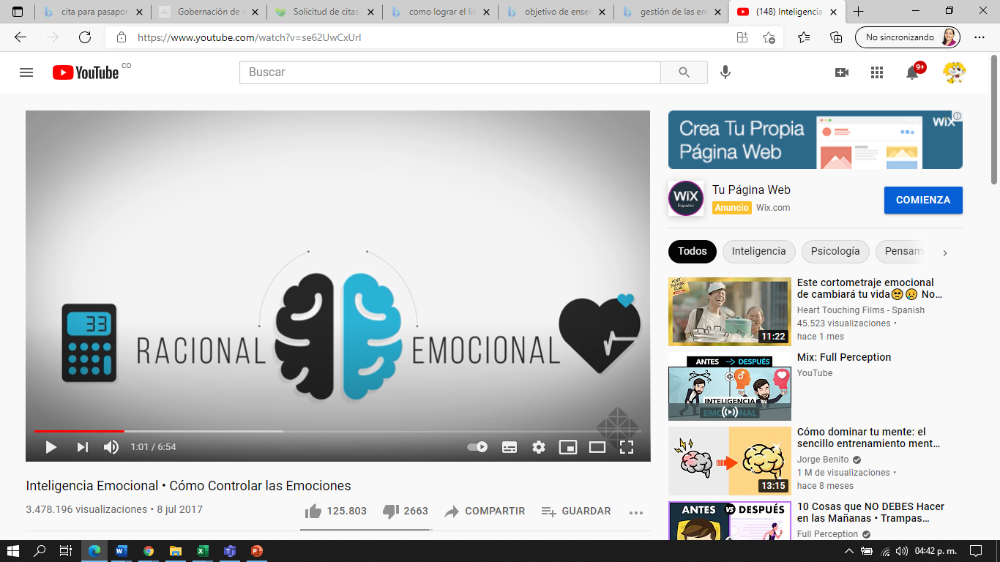 cita para pasapor
Gobernación de A
Solicitud de citas
como lograr el lic
objetivo de ense
gestión de las em
(148) Inteligencia
https://www.youtube.com/watch?v=se62UwCxUrI
No sincronizando
YouTube CO
Buscar
9+
33
RACIONAL
EMOCIONAL
1:01 / 6:54
Inteligencia Emocional • Cómo Controlar las Emociones
3.478.196 visualizaciones • 8 jul 2017
125.803
2663
COMPARTIR
GUARDAR
Crea Tu Propia
Página Web
WiX
WiX
Español
Tu Página Web
Anuncio Wix.com
COMIENZA
Todos
Inteligencia
Psicología
Pensam
Este cortometraje emocional
de cambiará tu vida🥺😥 No...
Heart Touching Films - Spanish
45.523 visualizaciones •
hace 1 mes
11:22
ANTES → DESPUÉS
INTELIGENCIA
EMOCIONAL
Mix: Full Perception
YouTube
Cómo dominar tu mente: el
sencillo entrenamiento ment...
Jorge Benito
1 M de visualizaciones •
hace 8 meses
13:15
ANTES VS DESPUÉS
10 Cosas que NO DEBES Hacer
en las Mañanas • Trampas...
Full Perception
04:42 p. m.